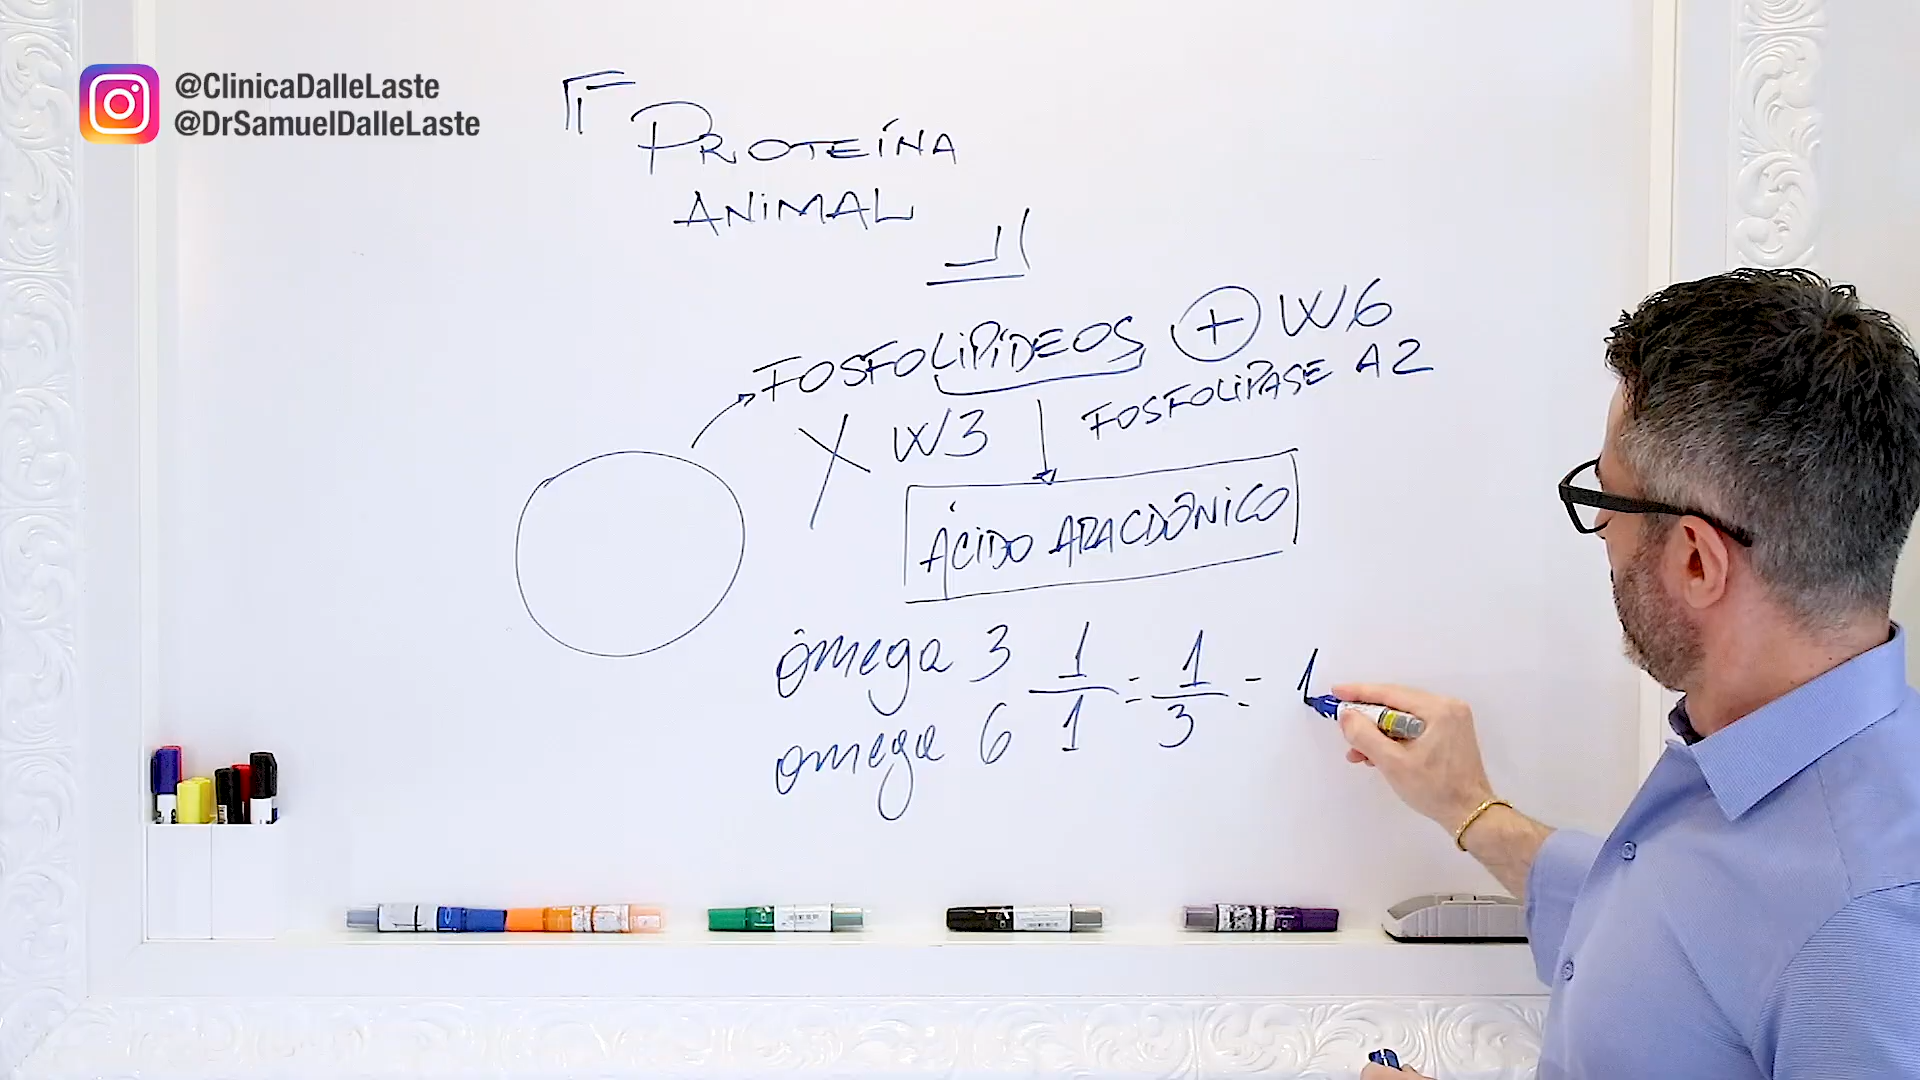 @ClinicaDalleLaste
@DrSamuelDalleLaste
PROTEÍNA
ANIMAL
FOSFOLIPÍDEOS + W6
FOSFOLIPASE A2
W3
ÁCIDO ARACDÔNICO
ômega 3 1/1 = 1/3 = 1
omega 6